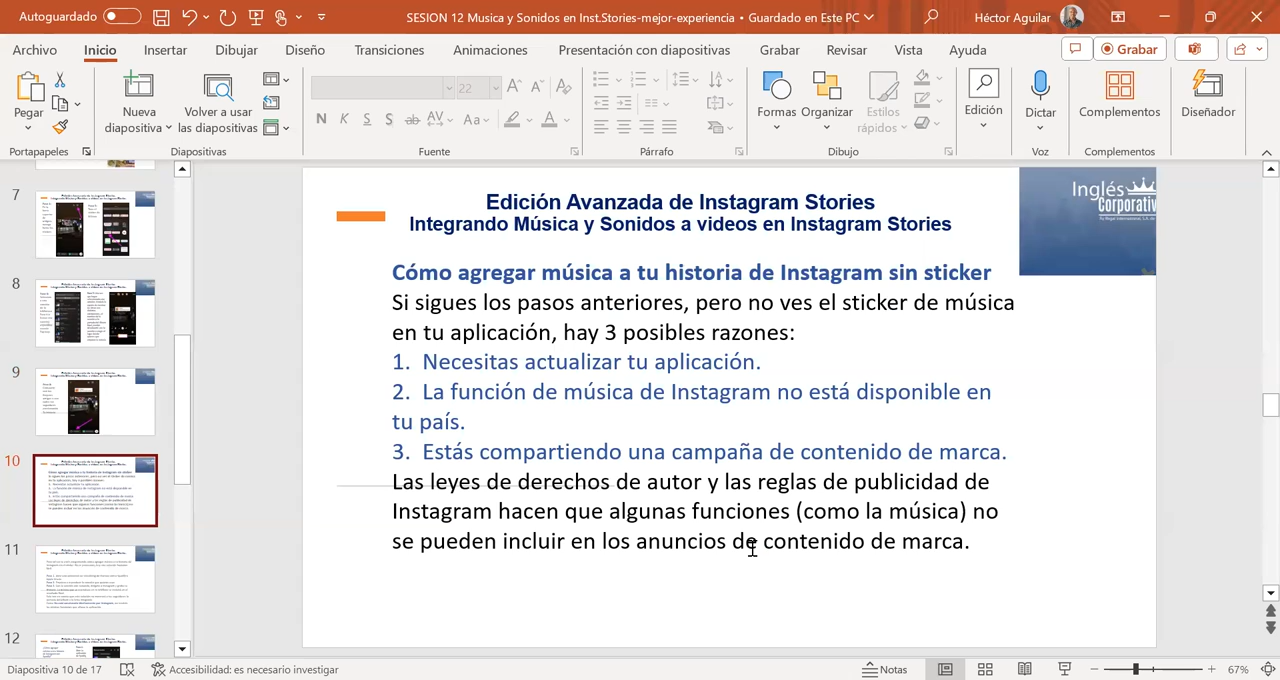 Autoguardado
SESION 12 Musica y Sonidos en Inst.Stories-mejor-experiencia • Guardado en Este PC
Héctor Aguilar
Archivo Inicio Insertar Dibujar Diseño Transiciones Animaciones Presentación con diapositivas Grabar Revisar Vista Ayuda
Grabar
Pegar
Nueva diapositiva
Volver a usar las diapositivas
22
N K S S ab AV Aa A
Formas
Organizar
Estilos rápidos
Edición
Dictar
Complementos
Diseñador
Portapapeles
Diapositivas
Fuente
Párrafo
Dibujo
Voz
Complementos
7
8
9
10
11
12
Edición Avanzada de Instagram Stories
Integrando Música y Sonidos a videos en Instagram Stories
Inglés
Corporativ
Cómo agregar música a tu historia de Instagram sin sticker
Si sigues los pasos anteriores, pero no ves el sticker de música
en tu aplicación, hay 3 posibles razones:
1. Necesitas actualizar tu aplicación.
2. La función de música de Instagram no está disponible en
tu país.
3. Estás compartiendo una campaña de contenido de marca.
Las leyes de derechos de autor y las reglas de publicidad de
Instagram hacen que algunas funciones (como la música) no
se pueden incluir en los anuncios de contenido de marca.
Diapositiva 10 de 17
Accesibilidad: es necesario investigar
Notas
67%